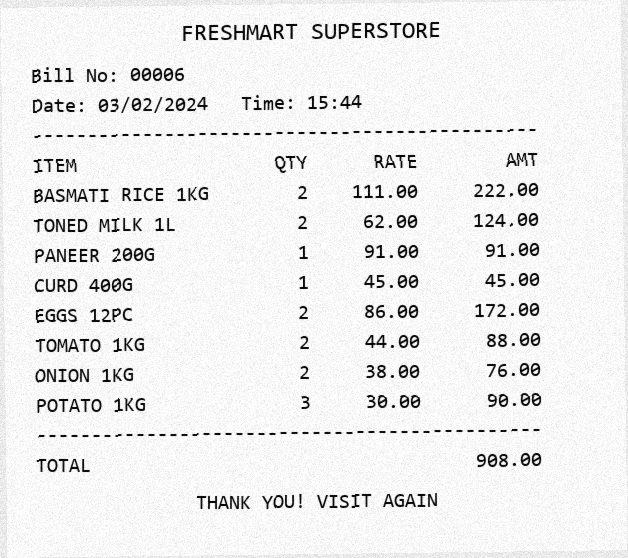 FRESHMART SUPERSTORE
Bill No: 00006
Date: 03/02/2024 Time: 15:44
----------------------------------------------
ITEM QTY RATE AMT
BASMATI RICE 1KG 2 111.00 222.00
TONED MILK 1L 2 62.00 124.00
PANEER 200G 1 91.00 91.00
CURD 400G 1 45.00 45.00
EGGS 12PC 2 86.00 172.00
TOMATO 1KG 2 44.00 88.00
ONION 1KG 2 38.00 76.00
POTATO 1KG 3 30.00 90.00
----------------------------------------------
TOTAL 908.00
THANK YOU! VISIT AGAIN